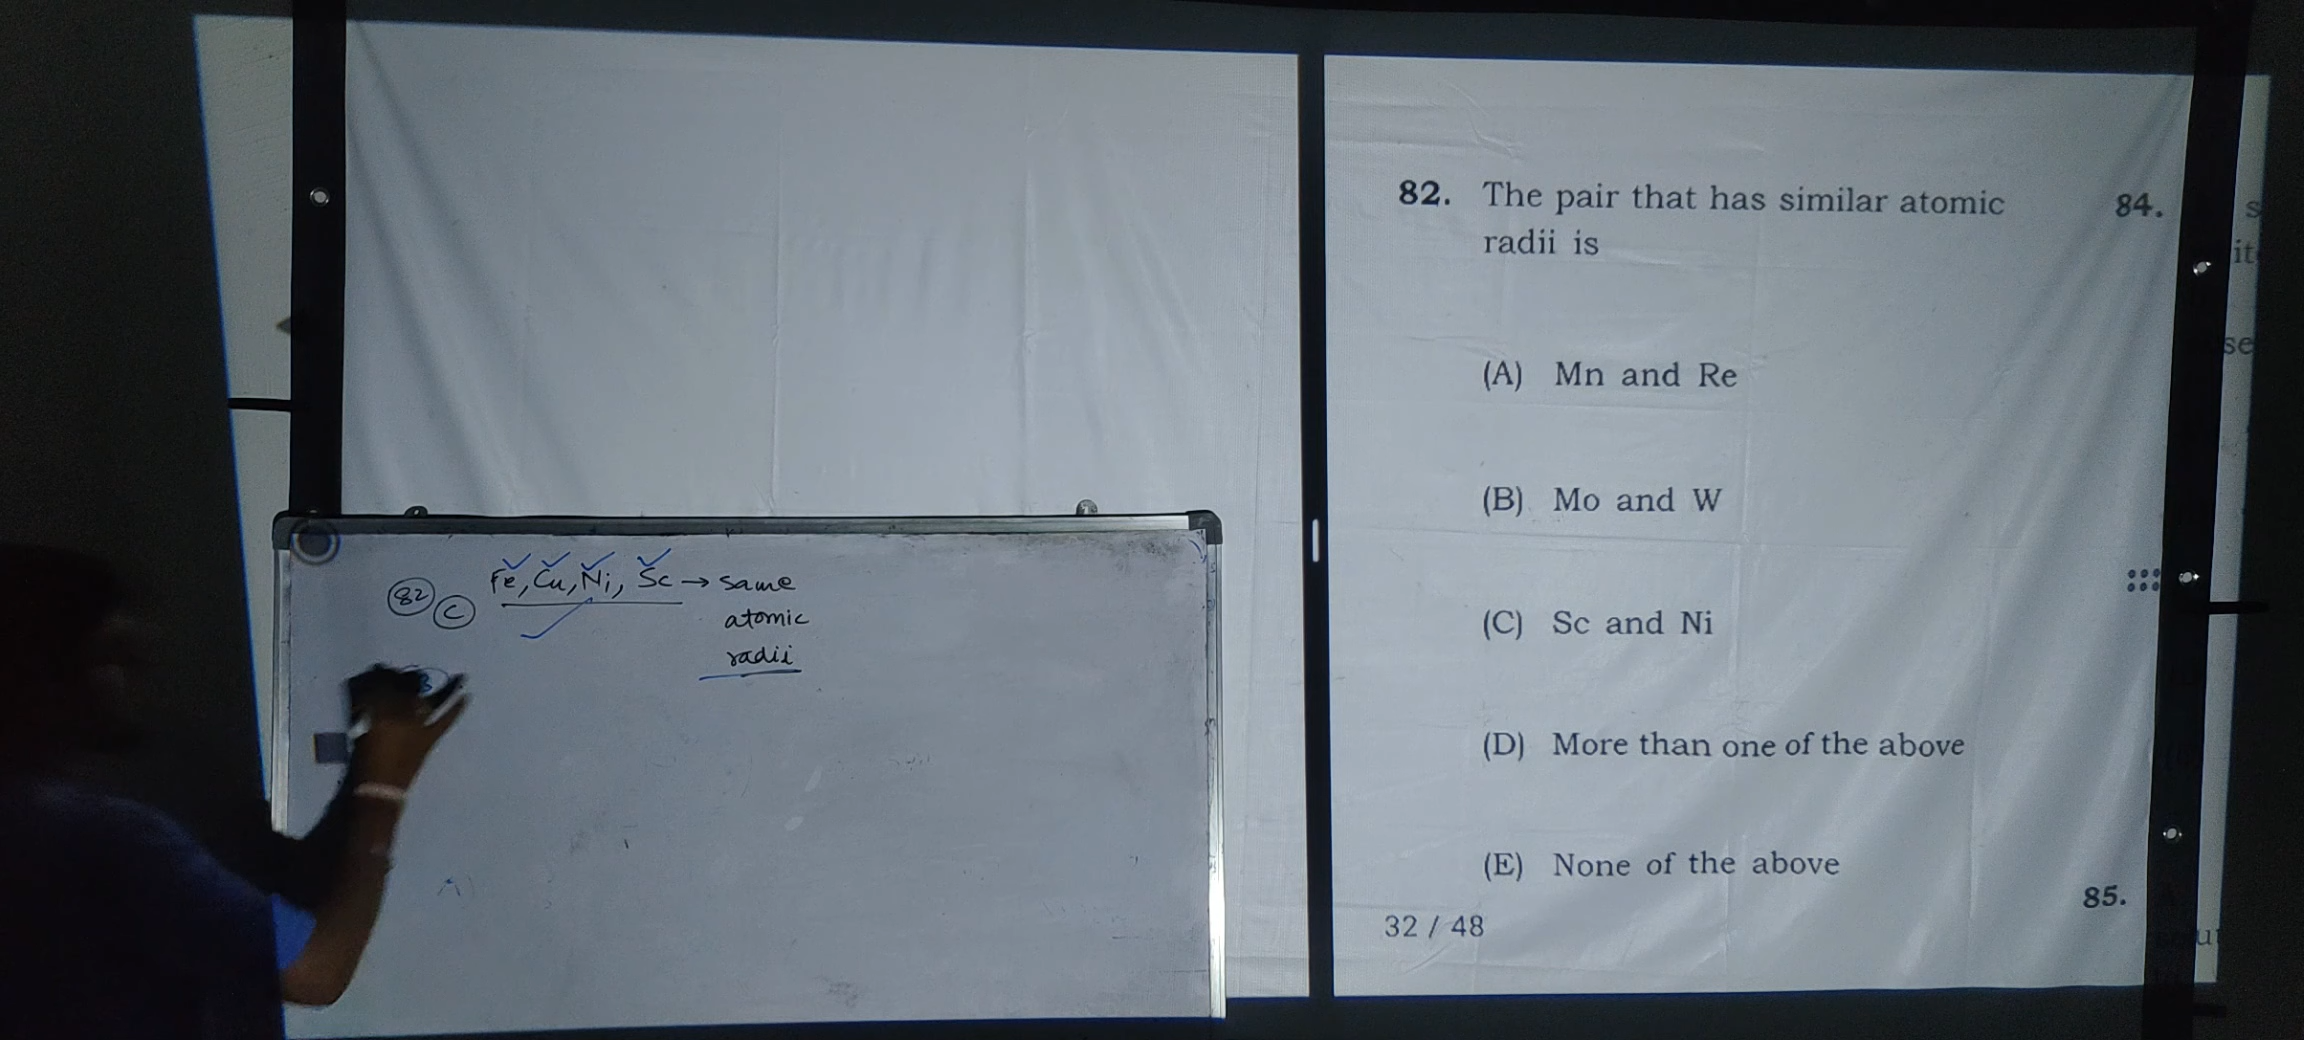 82 C Fe, Cu, Ni, Sc → same
atomic
radii
82. The pair that has similar atomic
radii is
(A) Mn and Re
(B) Mo and W
(C) Sc and Ni
(D) More than one of the above
(E) None of the above
32 / 48
84.
85.
it
se